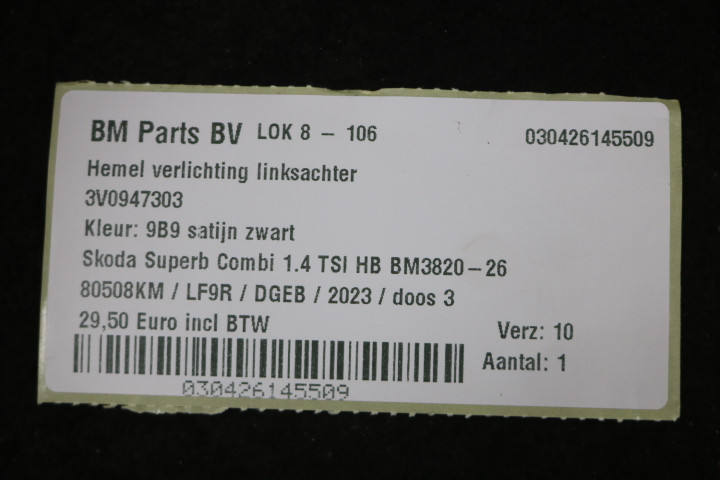 BM Parts BV LOK 8 - 106 030426145509
Hemel verlichting linksachter
3V0947303
Kleur: 9B9 satijn zwart
Skoda Superb Combi 1.4 TSI HB BM3820-26
80508KM / LF9R / DGEB / 2023 / doos 3
29,50 Euro incl BTW Verz: 10
Aantal: 1
030426145509